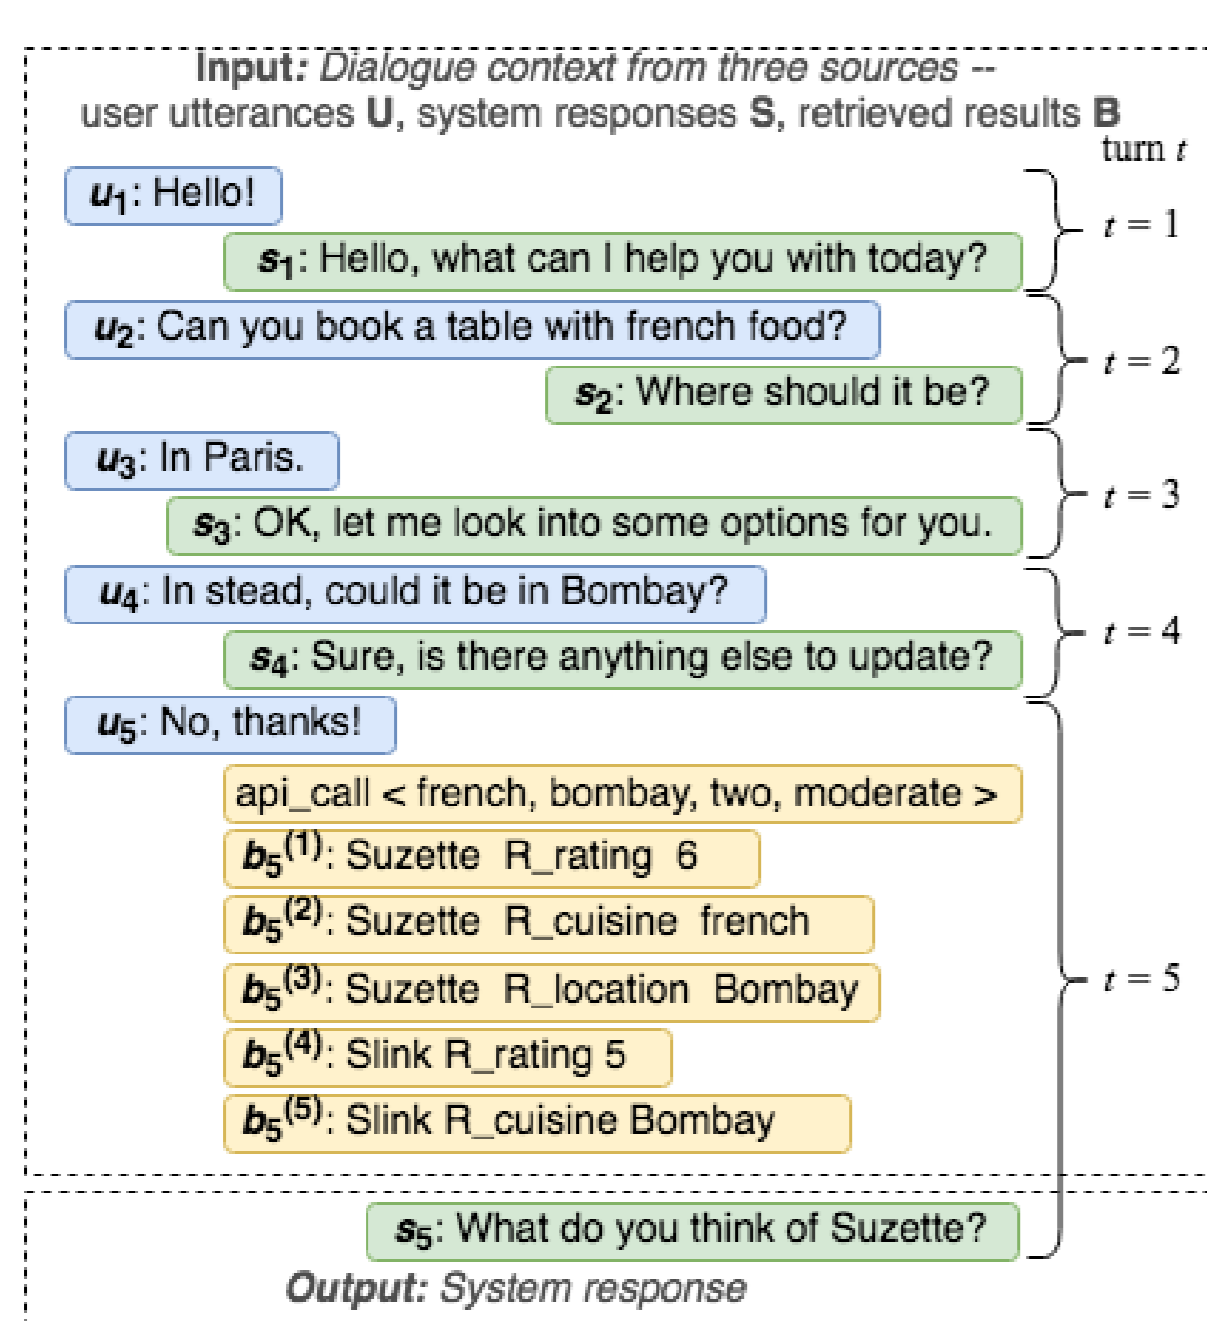 Input: Dialogue context from three sources --
user utterances U, system responses S, retrieved results B
turn t
u1: Hello!
t = 1
s1: Hello, what can I help you with today?
u2: Can you book a table with french food?
t = 2
s2: Where should it be?
u3: In Paris.
t = 3
s3: OK, let me look into some options for you.
u4: In stead, could it be in Bombay?
t = 4
s4: Sure, is there anything else to update?
u5: No, thanks!
api_call < french, bombay, two, moderate >
b5(1): Suzette R_rating 6
b5(2): Suzette R_cuisine french
b5(3): Suzette R_location Bombay
t = 5
b5(4): Slink R_rating 5
b5(5): Slink R_cuisine Bombay
s5: What do you think of Suzette?
Output: System response